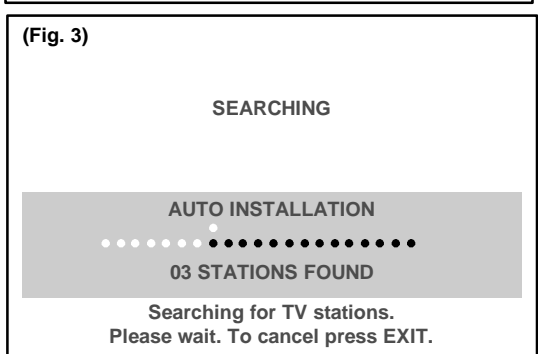 (Fig. 3)
SEARCHING
AUTO INSTALLATION
03 STATIONS FOUND
Searching for TV stations.
Please wait. To cancel press EXIT.